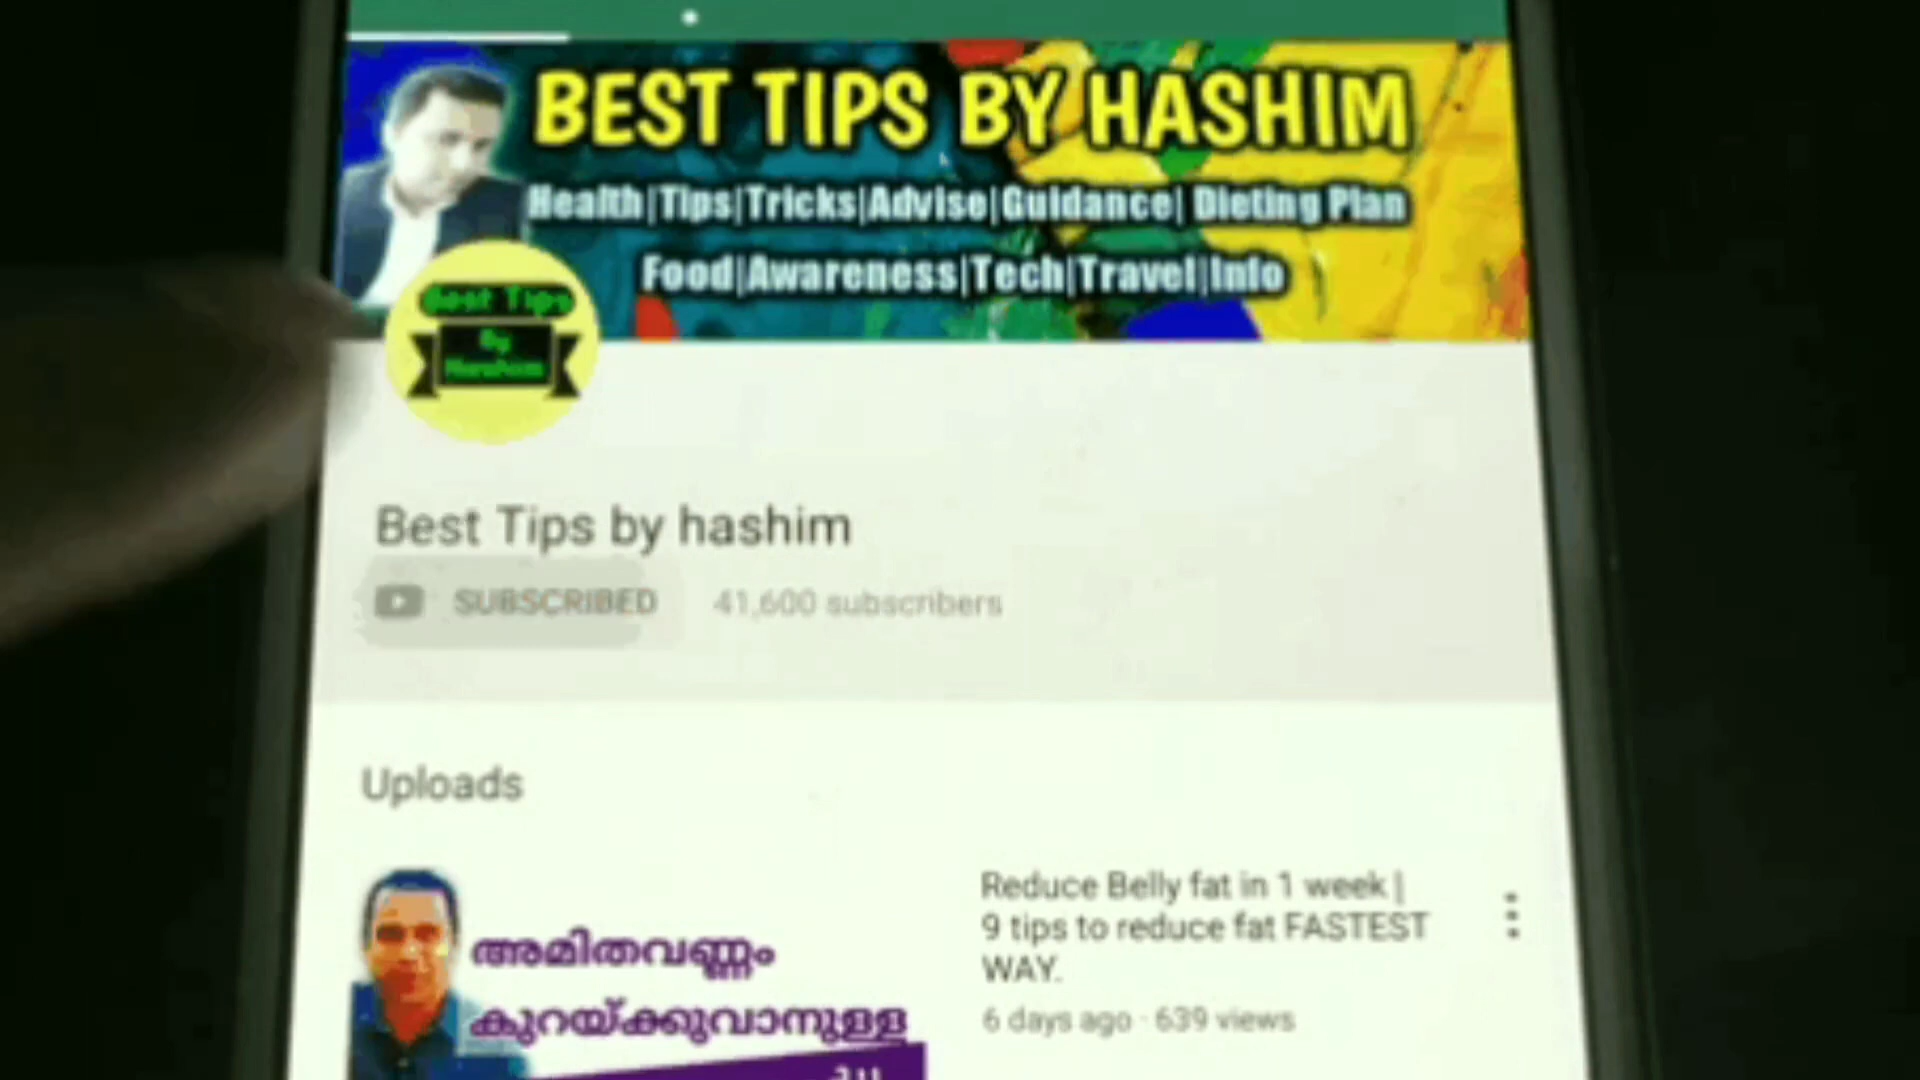 BEST TIPS BY HASHIM
Health|Tips|Tricks|Advise|Guidance| Dieting Plan
Food|Awareness|Tech|Travel|Info
Best Tips
By
Hashim
Best Tips by hashim
SUBSCRIBED 41,600 subscribers
Uploads
അമിതവണ്ണം
കുറയ്ക്കുവാനുള്ള
Reduce Belly fat in 1 week |
9 tips to reduce fat FASTEST
WAY.
6 days ago · 639 views